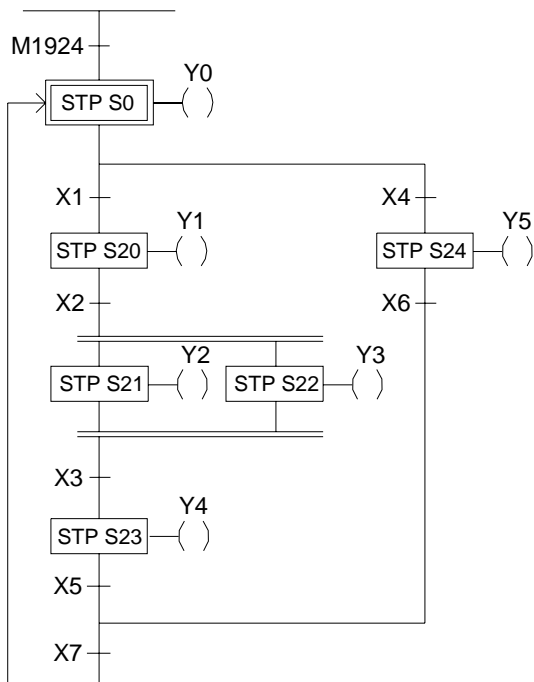 M1924
Y0
STP S0
X1
X4
Y1
Y5
STP S20
STP S24
X2
X6
Y2
Y3
STP S21
STP S22
X3
Y4
STP S23
X5
X7